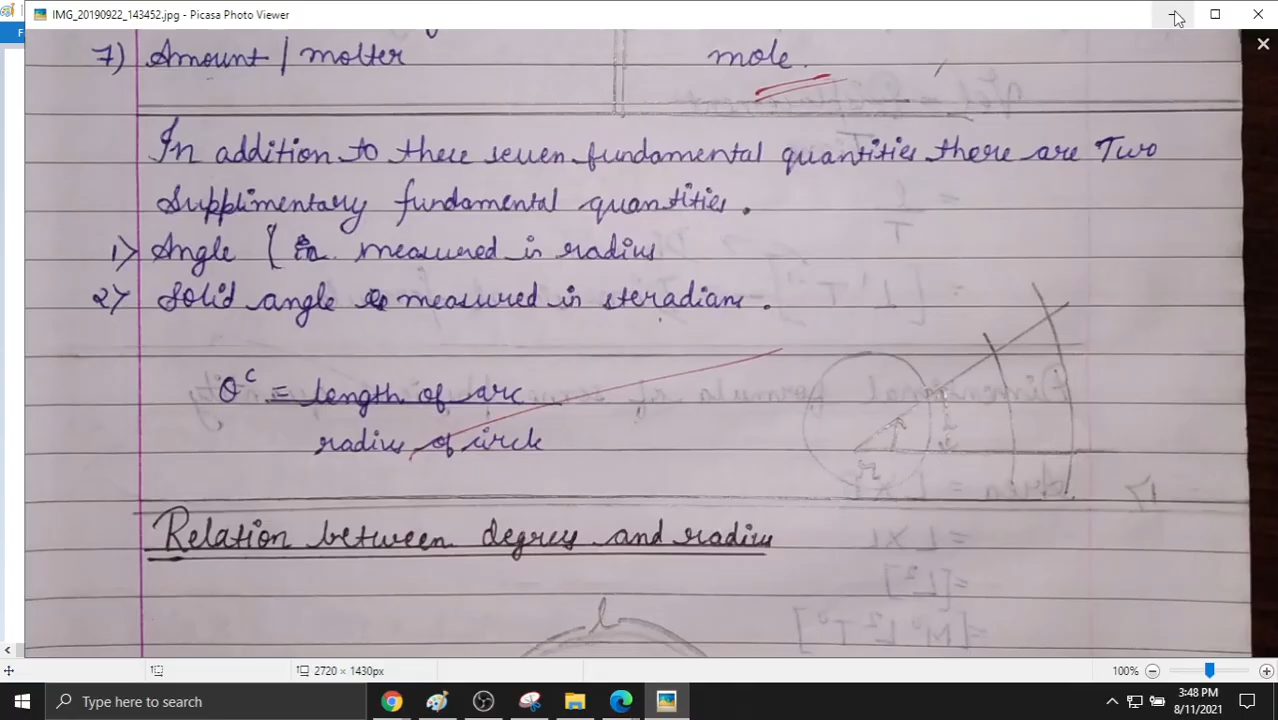 IMG_20190922_143452.jpg - Picasa Photo Viewer
F
7) Amount / molter
mole.
In addition to these seven fundamental quantities there are Two
Supplimentary fundamental quantities.
1) Angle measured in radius
2) Solid angle measured in steradians.
θᶜ = length of arc
radius of circle
r
Relation between degrees and radius
l
2720 × 1430px
100%
Type here to search
3:48 PM
8/11/2021